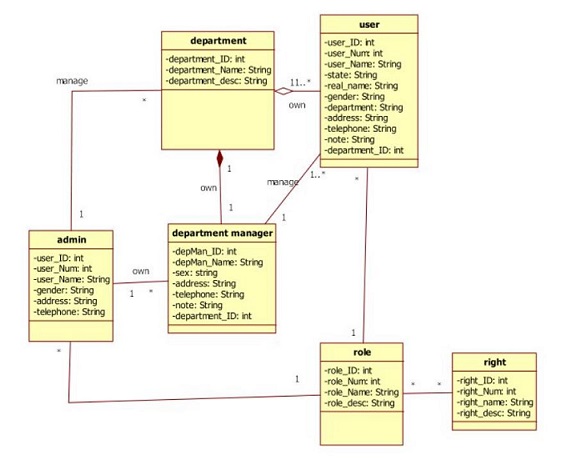 department
-department_ID: int
-department_Name: String
-department_desc: String
user
-user_ID: int
-user_Num: int
-user_Name: String
-state: String
-real_name: String
-gender: String
-department: String
-address: String
-telephone: String
-note: String
-department_ID: int
manage
*
1
11..*
own
1
own
1
manage
1..*
1
*
1
admin
-user_ID: int
-user_Num: int
-user_Name: String
-gender: String
-address: String
-telephone: String
own
1
*
department manager
-depMan_ID: int
-depMan_Name: String
-sex: string
-address: String
-telephone: String
-note: String
-department_ID: int
*
1
role
-role_ID: int
-role_Num: int
-role_Name: String
-role_desc: String
*
*
right
-right_ID: int
-right_Num: int
-right_name: String
-right_desc: String